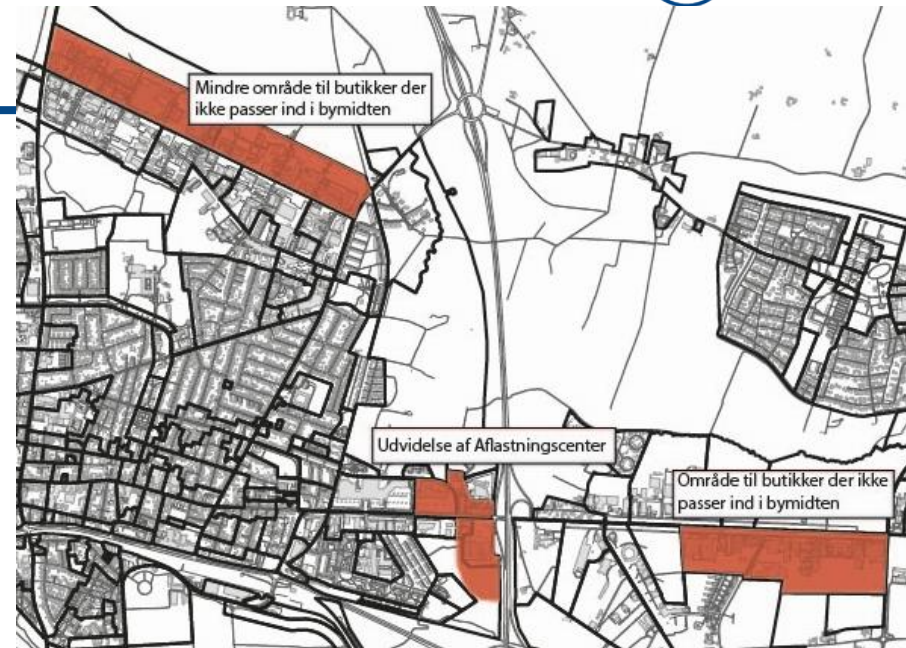 Mindre område til butikker der
ikke passer ind i bymidten
Udvidelse af Aflastningscenter
Område til butikker der ikke
passer ind i bymidten